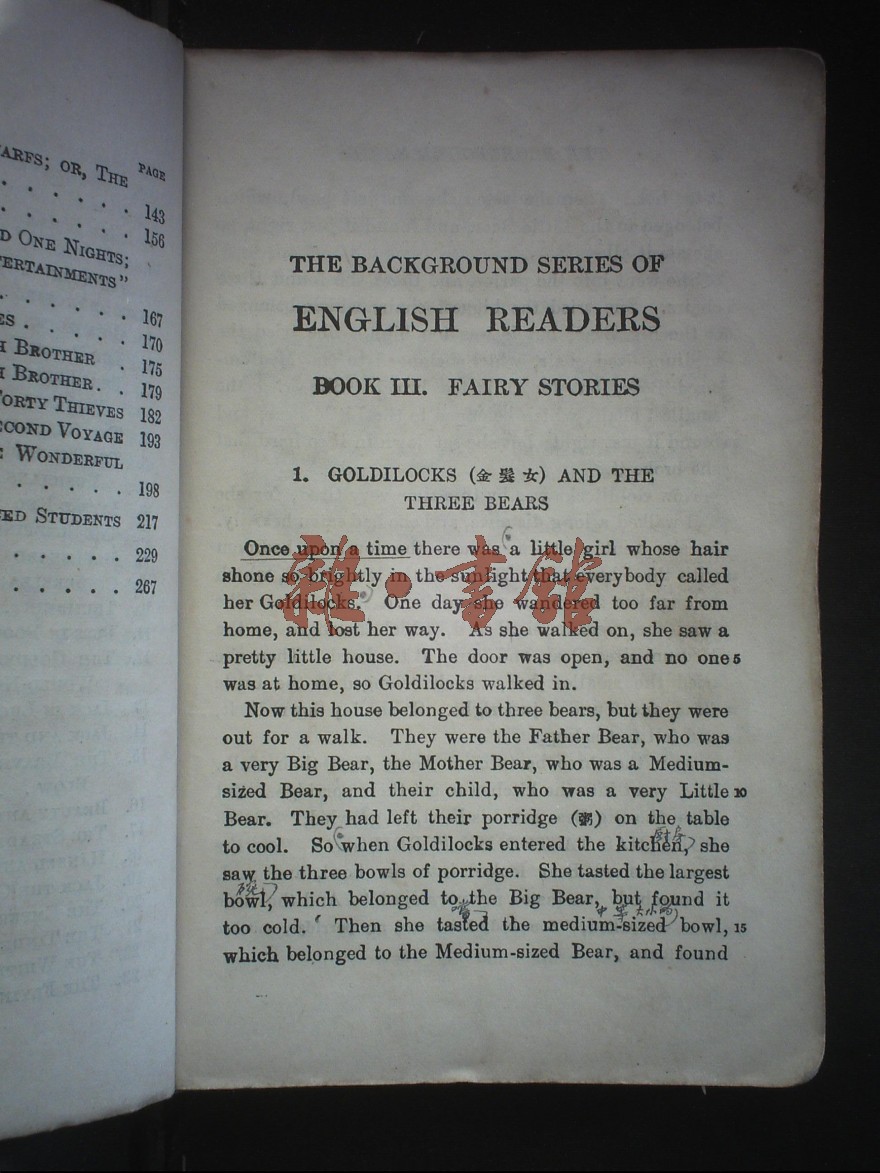 ARFS; OR, THE
PAGE
143
156
D ONE NIGHTS;
ERTAINMENTS"
167
ES . . . 170
H BROTHER . 175
H BROTHER . . 179
FORTY THIEVES 182
ECOND VOYAGE 193
WONDERFUL
198
ED STUDENTS 217
229
267
THE BACKGROUND SERIES OF
ENGLISH READERS
BOOK III. FAIRY STORIES
1. GOLDILOCKS (金髮女) AND THE
THREE BEARS
Once upon a time there was a little girl whose hair
shone so brightly in the sunlight that everybody called
her Goldilocks. One day she wandered too far from
home, and lost her way. As she walked on, she saw a
pretty little house. The door was open, and no one 5
was at home, so Goldilocks walked in.
Now this house belonged to three bears, but they were
out for a walk. They were the Father Bear, who was
a very Big Bear, the Mother Bear, who was a Medium-
sized Bear, and their child, who was a very Little 10
Bear. They had left their porridge (粥) on the table
to cool. So when Goldilocks entered the kitchen, she
saw the three bowls of porridge. She tasted the largest
bowl, which belonged to the Big Bear, but found it
too cold. Then she tasted the medium-sized bowl, 15
which belonged to the Medium-sized Bear, and found
雜·書館